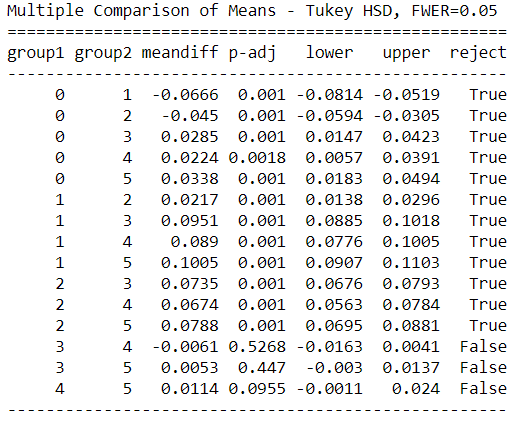 Multiple Comparison of Means - Tukey HSD, FWER=0.05
===================================================
group1 group2 meandiff p-adj   lower   upper  reject
---------------------------------------------------
     0      1  -0.0666  0.001 -0.0814 -0.0519   True
     0      2   -0.045  0.001 -0.0594 -0.0305   True
     0      3   0.0285  0.001  0.0147  0.0423   True
     0      4   0.0224 0.0018  0.0057  0.0391   True
     0      5   0.0338  0.001  0.0183  0.0494   True
     1      2   0.0217  0.001  0.0138  0.0296   True
     1      3   0.0951  0.001  0.0885  0.1018   True
     1      4    0.089  0.001  0.0776  0.1005   True
     1      5   0.1005  0.001  0.0907  0.1103   True
     2      3   0.0735  0.001  0.0676  0.0793   True
     2      4   0.0674  0.001  0.0563  0.0784   True
     2      5   0.0788  0.001  0.0695  0.0881   True
     3      4  -0.0061 0.5268 -0.0163  0.0041  False
     3      5   0.0053  0.447  -0.003  0.0137  False
     4      5   0.0114 0.0955 -0.0011   0.024  False
---------------------------------------------------